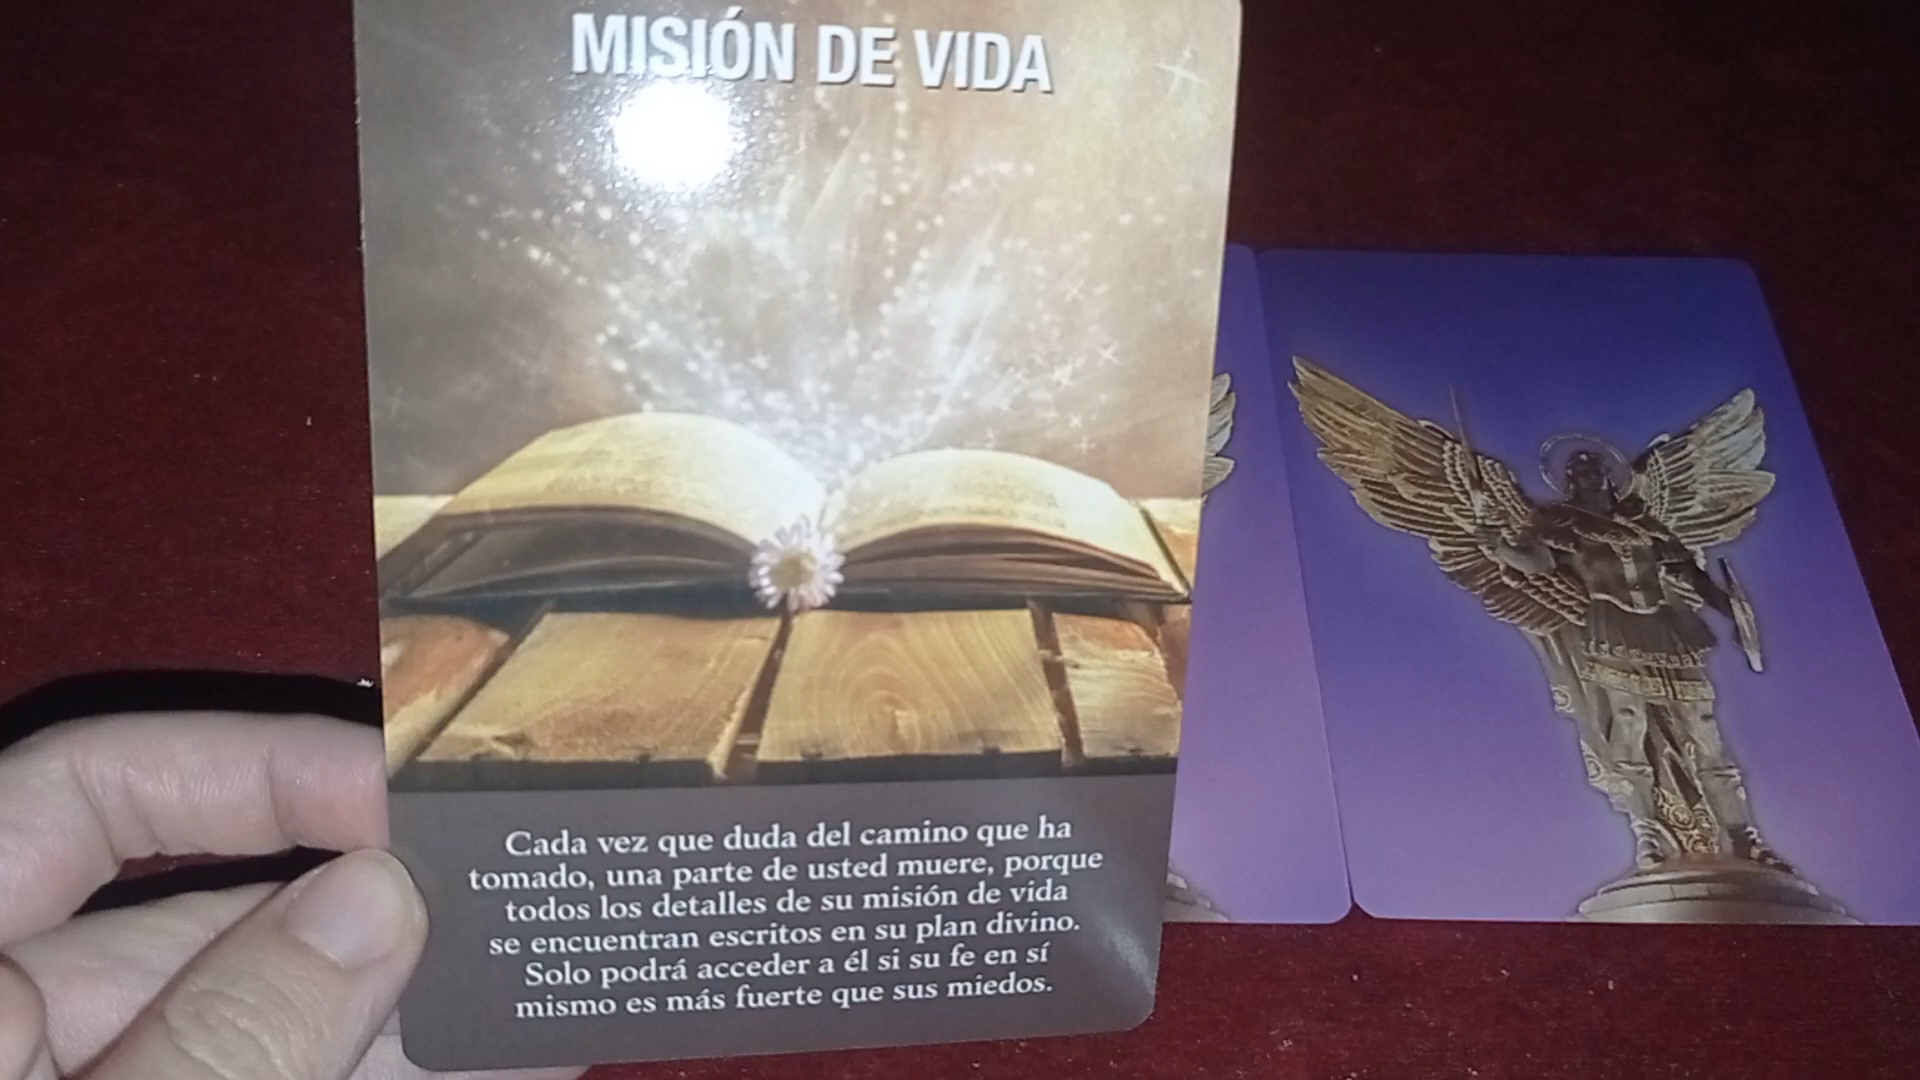 MISIÓN DE VIDA
Cada vez que duda del camino que ha
tomado, una parte de usted muere, porque
todos los detalles de su misión de vida
se encuentran escritos en su plan divino.
Solo podrá acceder a él si su fe en sí
mismo es más fuerte que sus miedos.